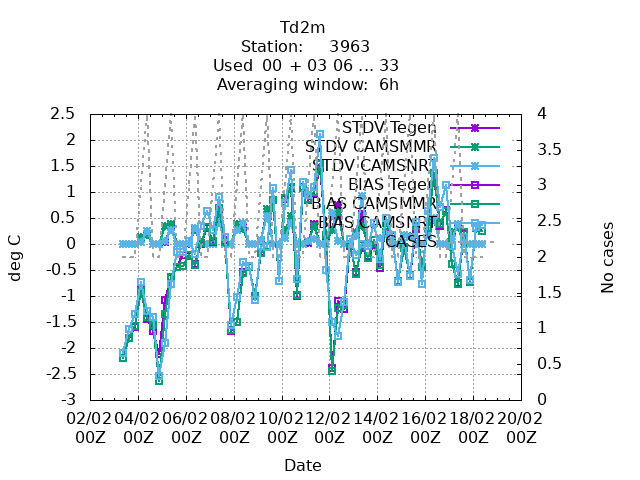 Td2m
Station: 3963
Used 00 + 03 06 ... 33
Averaging window: 6h
2.5
2
1.5
1
0.5
0
-0.5
-1
-1.5
-2
-2.5
-3
deg C
4
3.5
3
2.5
2
1.5
1
0.5
0
No cases
STDV Tegen
STDV CAMSMMR
STDV CAMSNRT
BIAS Tegen
BIAS CAMSMMR
BIAS CAMSNRT
CASES
02/02 04/02 06/02 08/02 10/02 12/02 14/02 16/02 18/02 20/02
00Z 00Z 00Z 00Z 00Z 00Z 00Z 00Z 00Z 00Z
Date